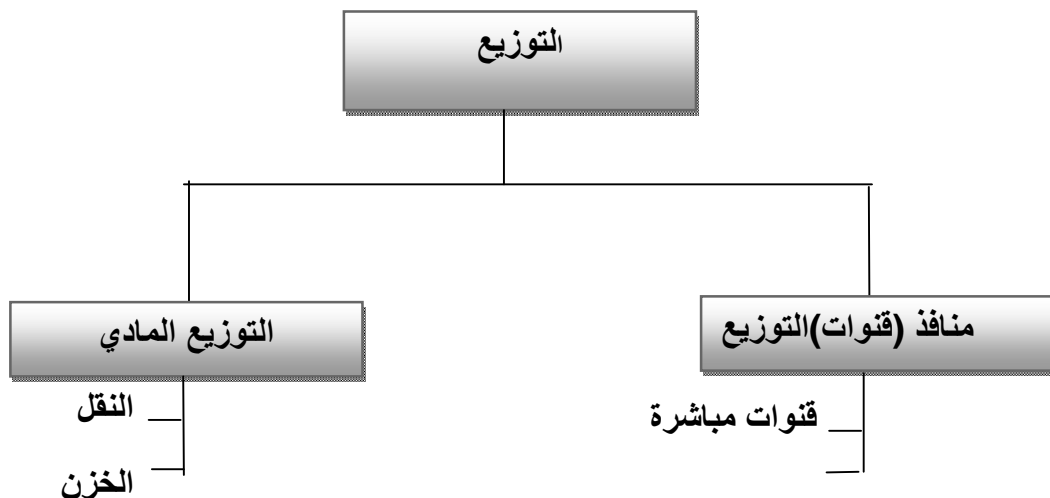 التوزيع
منافذ (قنوات)التوزيع
قنوات مباشرة
التوزيع المادي
النقل
الخزن